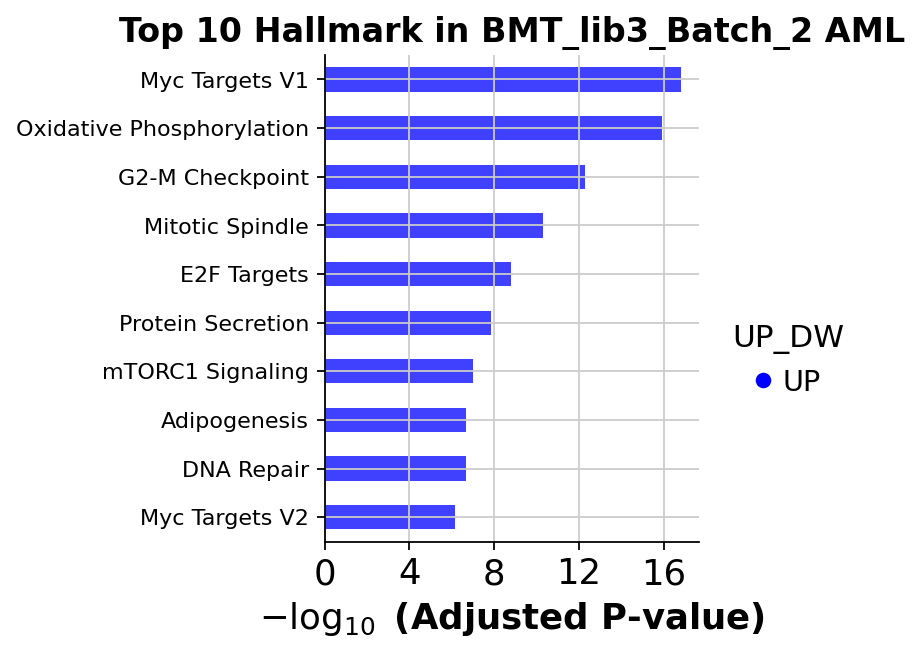 Top 10 Hallmark in BMT_lib3_Batch_2 AML
Myc Targets V1
Oxidative Phosphorylation
G2-M Checkpoint
Mitotic Spindle
E2F Targets
Protein Secretion
mTORC1 Signaling
Adipogenesis
DNA Repair
Myc Targets V2
0 4 8 12 16
−log10 (Adjusted P-value)
UP_DW
UP